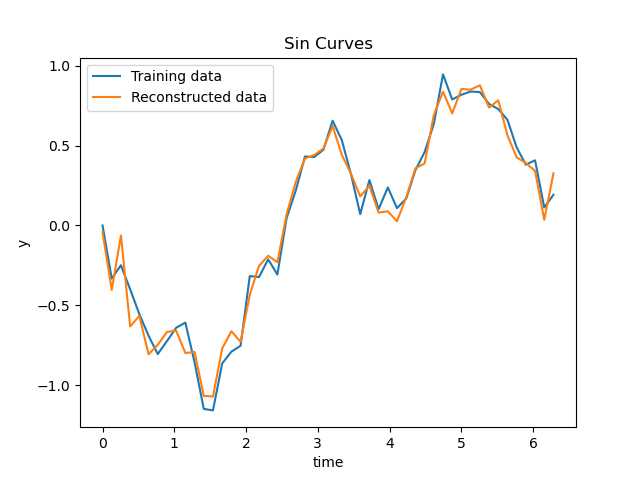 Sin Curves
Training data
Reconstructed data
1.0
0.5
0.0
−0.5
−1.0
y
0 1 2 3 4 5 6
time